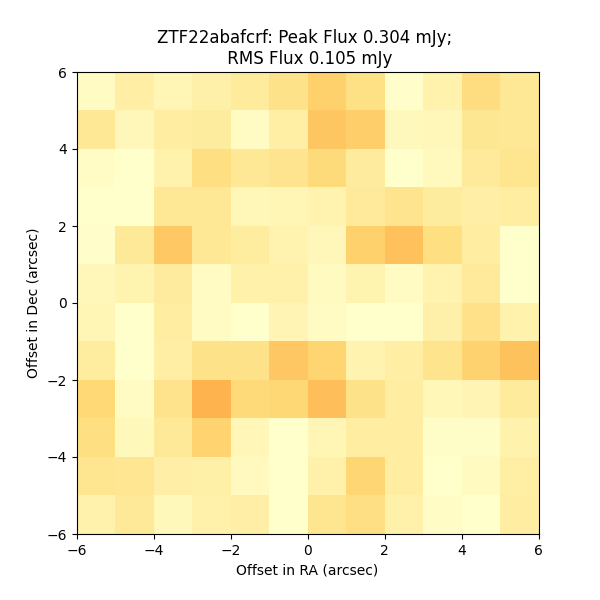 ZTF22abafcrf: Peak Flux 0.304 mJy;
RMS Flux 0.105 mJy
6
4
2
0
−2
−4
−6
Offset in Dec (arcsec)
−6 −4 −2 0 2 4 6
Offset in RA (arcsec)